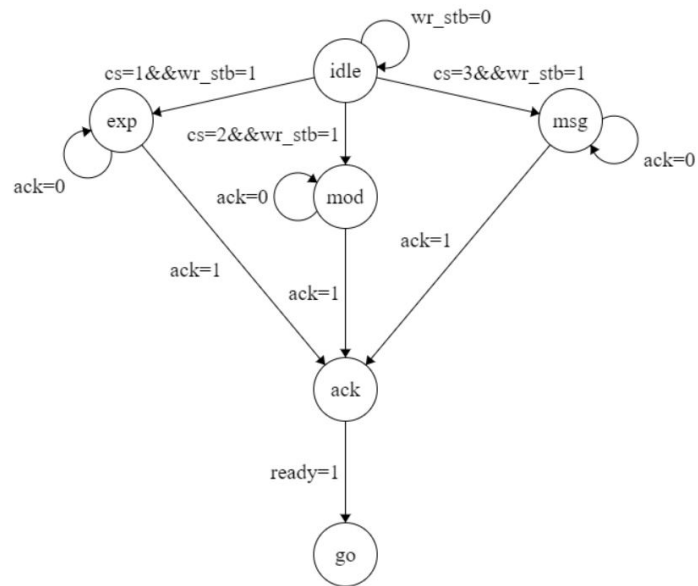 wr_stb=0
idle
cs=1&&wr_stb=1
cs=3&&wr_stb=1
exp
msg
cs=2&&wr_stb=1
ack=0
ack=0
ack=0
mod
ack=1
ack=1
ack=1
ack
ready=1
go